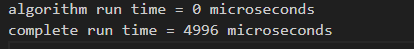 algorithm run time = 0 microseconds
complete run time = 4996 microseconds